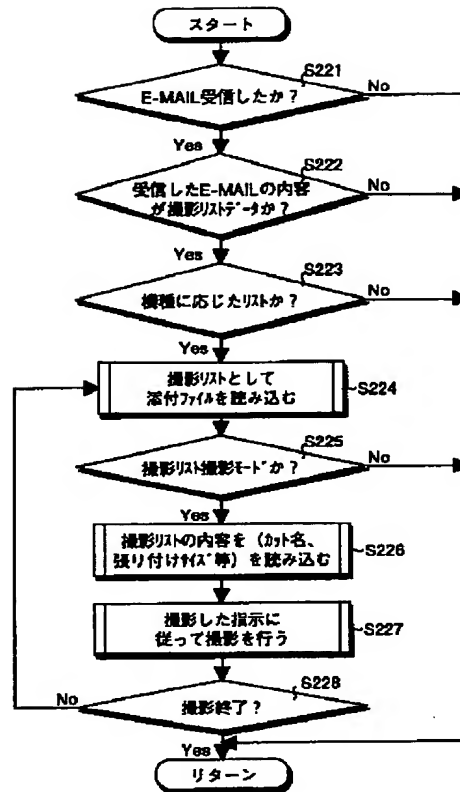 スタート
S221
E-MAIL受信したか？
No
Yes
S222
受信したE-MAILの内容
が撮影リストデータか？
No
Yes
S223
機種に応じたリストか？
No
Yes
撮影リストとして
添付ファイルを読み込む
S224
S225
撮影リスト撮影モードか？
No
Yes
撮影リストの内容を（カット名、
張り付けサイズ等）を読み込む
S226
撮影した指示に
従って撮影を行う
S227
S228
No
撮影終了？
Yes
リターン